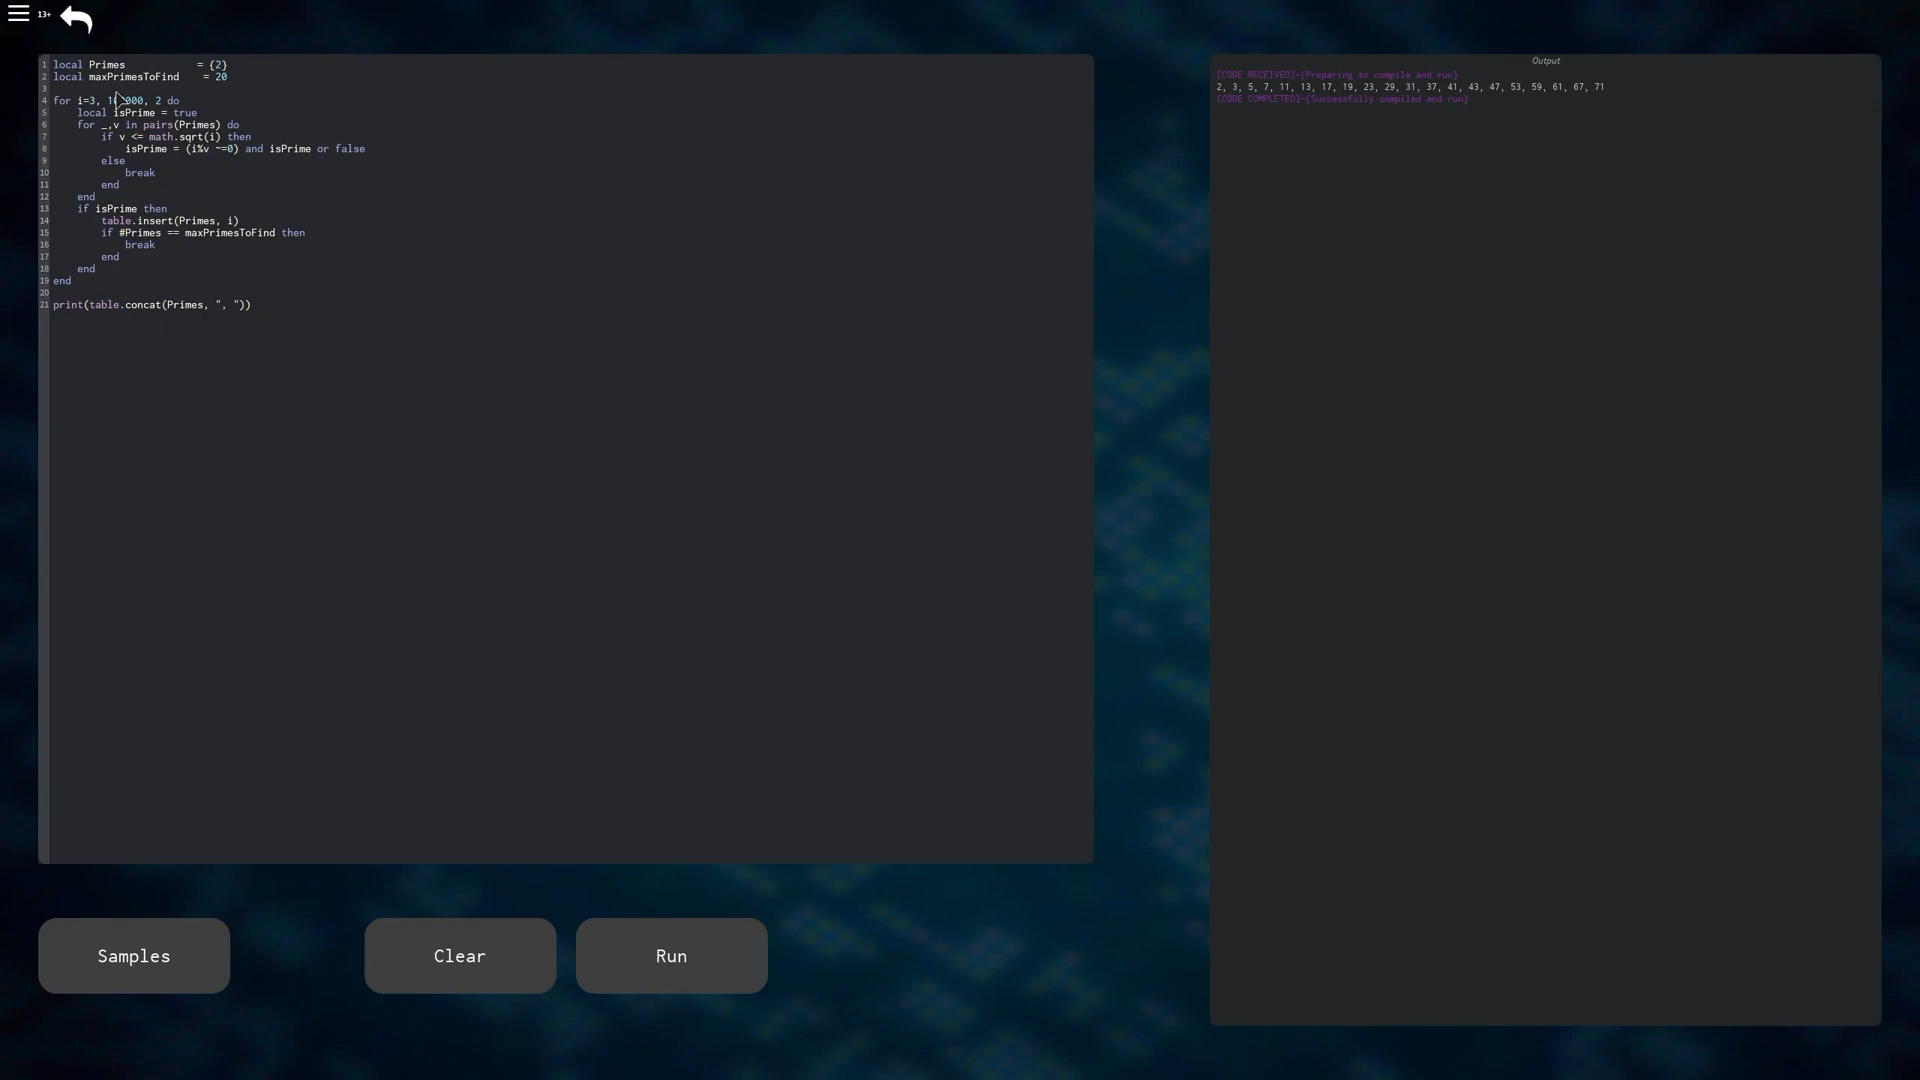 13+
1 local Primes = {2}
2 local maxPrimesToFind = 20
3
4 for i=3, , 2 do
5 local isPrime = true
6 for _,v in pairs(Primes) do
7 if v <= math.sqrt(i) then
8 isPrime = (i%v ~=0) and isPrime or false
9 else
10 break
11 end
12 end
13 if isPrime then
14 table.insert(Primes, i)
15 if #Primes == maxPrimesToFind then
16 break
17 end
18 end
19 end
20
21 print(table.concat(Primes, ", "))
Output
[CODE RECEIVED]-{Preparing to compile and run}
2, 3, 5, 7, 11, 13, 17, 19, 23, 29, 31, 37, 41, 43, 47, 53, 59, 61, 67, 71
[CODE COMPLETED]-{Successfully compiled and run}
Samples
Clear
Run